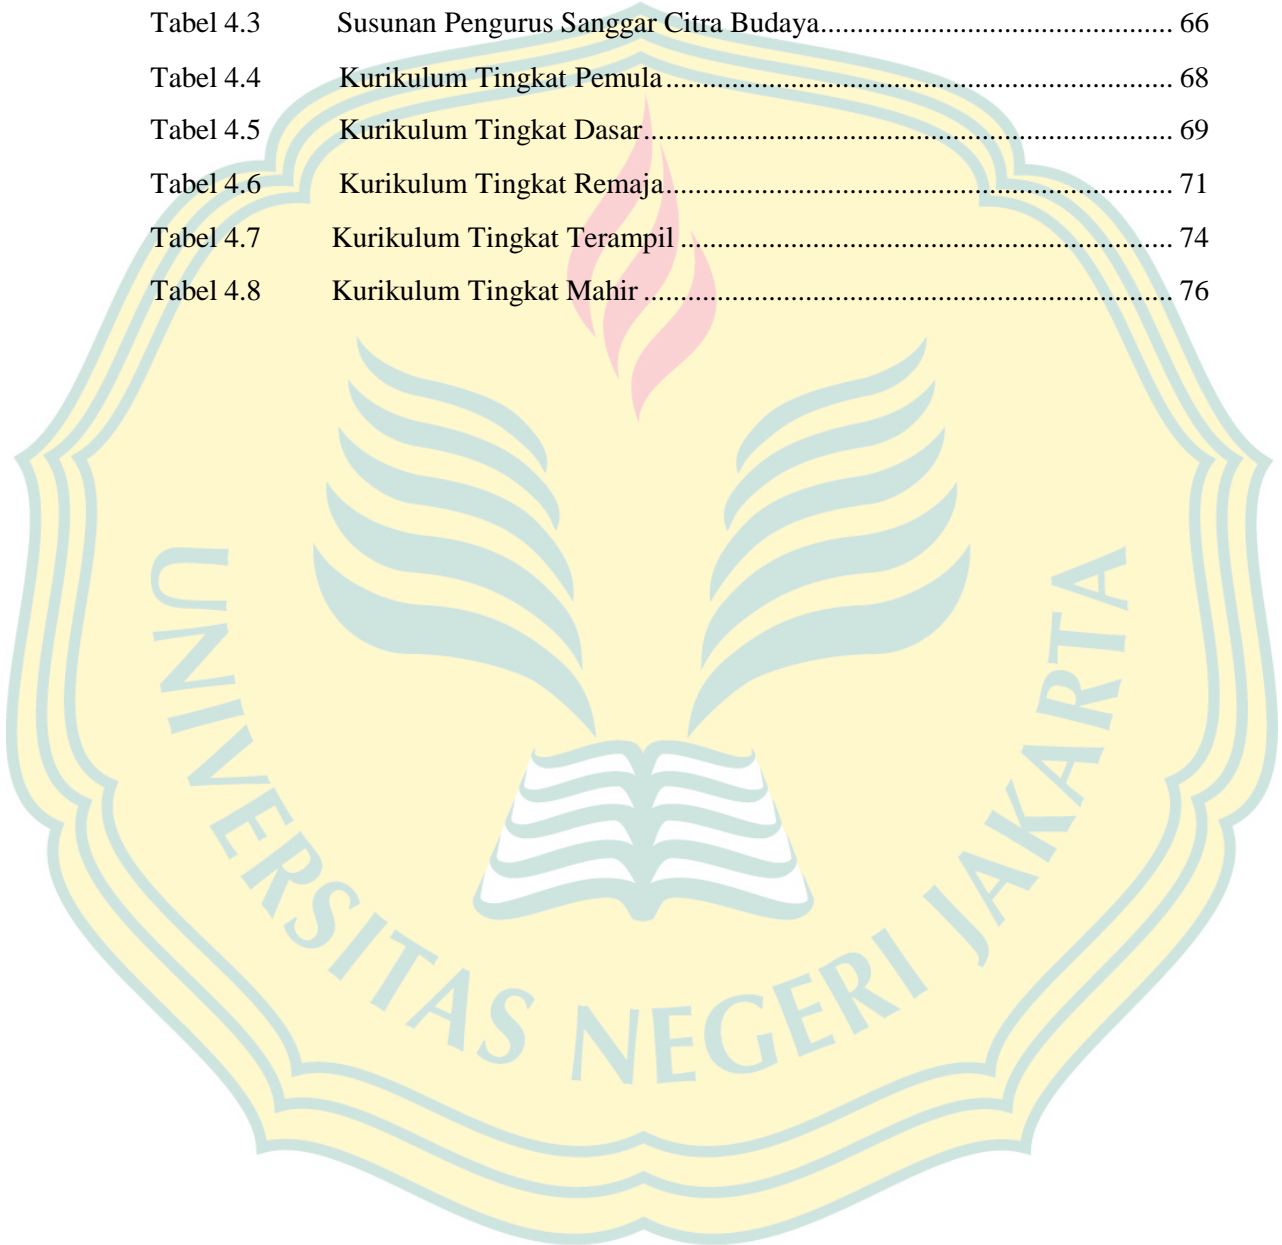 Tabel 4.3 Susunan Pengurus Sanggar Citra Budaya................................................ 66
Tabel 4.4 Kurikulum Tingkat Pemula..................................................................... 68
Tabel 4.5 Kurikulum Tingkat Dasar........................................................................ 69
Tabel 4.6 Kurikulum Tingkat Remaja..................................................................... 71
Tabel 4.7 Kurikulum Tingkat Terampil ................................................................... 74
Tabel 4.8 Kurikulum Tingkat Mahir ........................................................................ 76
UNIVERSITAS NEGERI JAKARTA